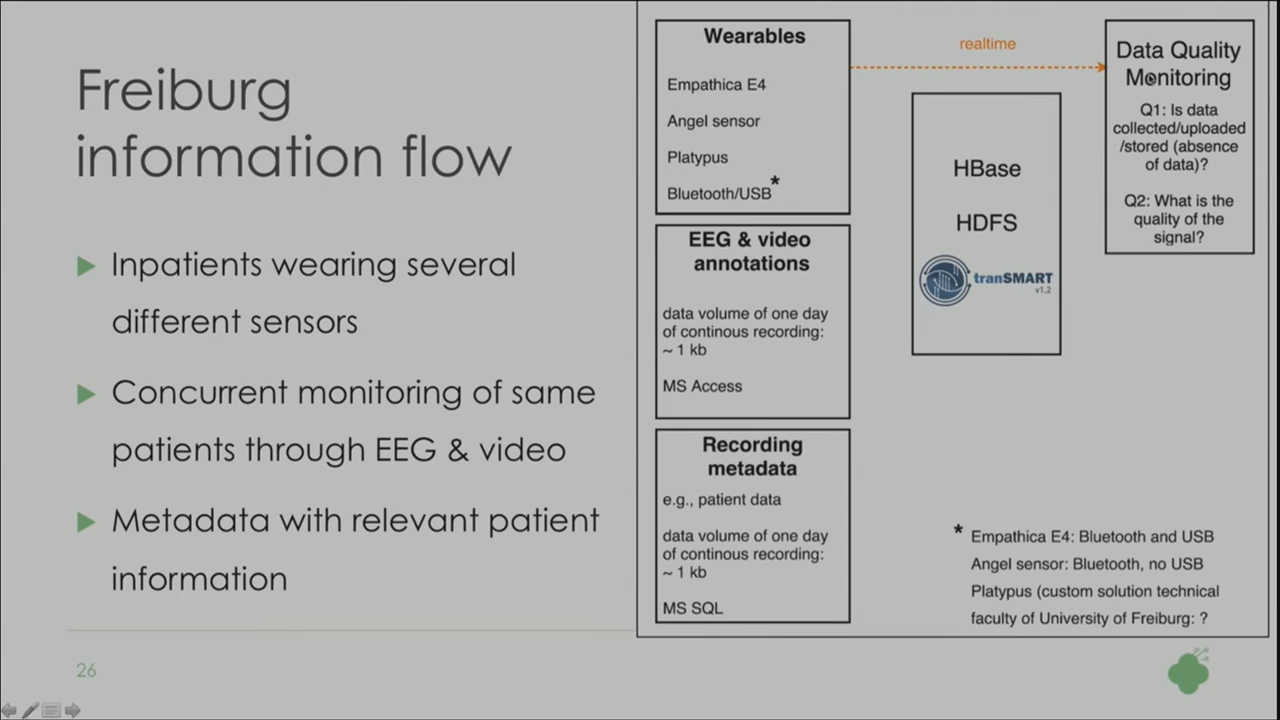 Freiburg
information flow
Inpatients wearing several
different sensors
Concurrent monitoring of same
patients through EEG & video
Metadata with relevant patient
information
26
Wearables
Empathica E4
Angel sensor
Platypus
Bluetooth/USB*
EEG & video
annotations
data volume of one day
of continous recording:
~ 1 kb
MS Access
Recording
metadata
e.g., patient data
data volume of one day
of continous recording:
~ 1 kb
MS SQL
realtime
HBase
HDFS
tranSMART
v1.2
Data Quality
Monitoring
Q1: Is data
collected/uploaded
/stored (absence
of data)?
Q2: What is the
quality of the
signal?
* Empathica E4: Bluetooth and USB
Angel sensor: Bluetooth, no USB
Platypus (custom solution technical
faculty of University of Freiburg: ?